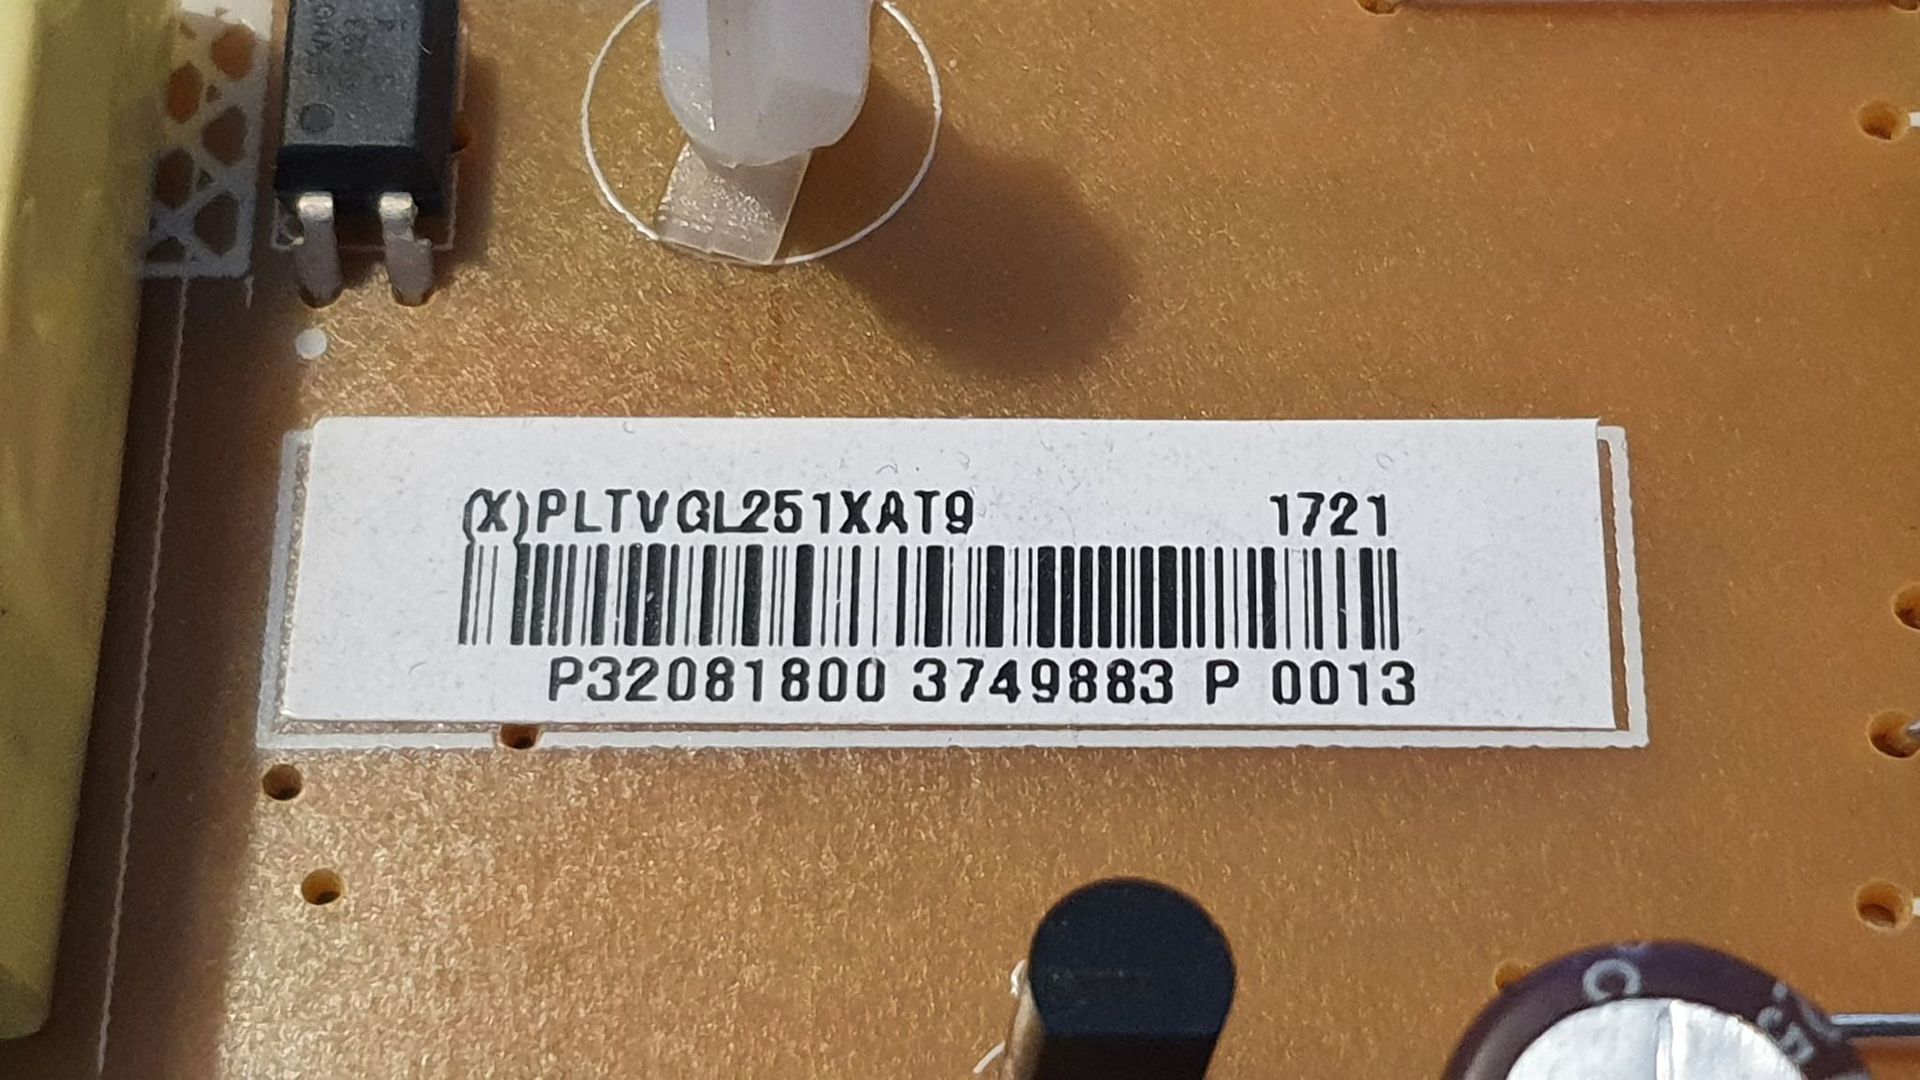 (X)PLTVGL251XAT9 1721
P32081800 3749883 P 0013